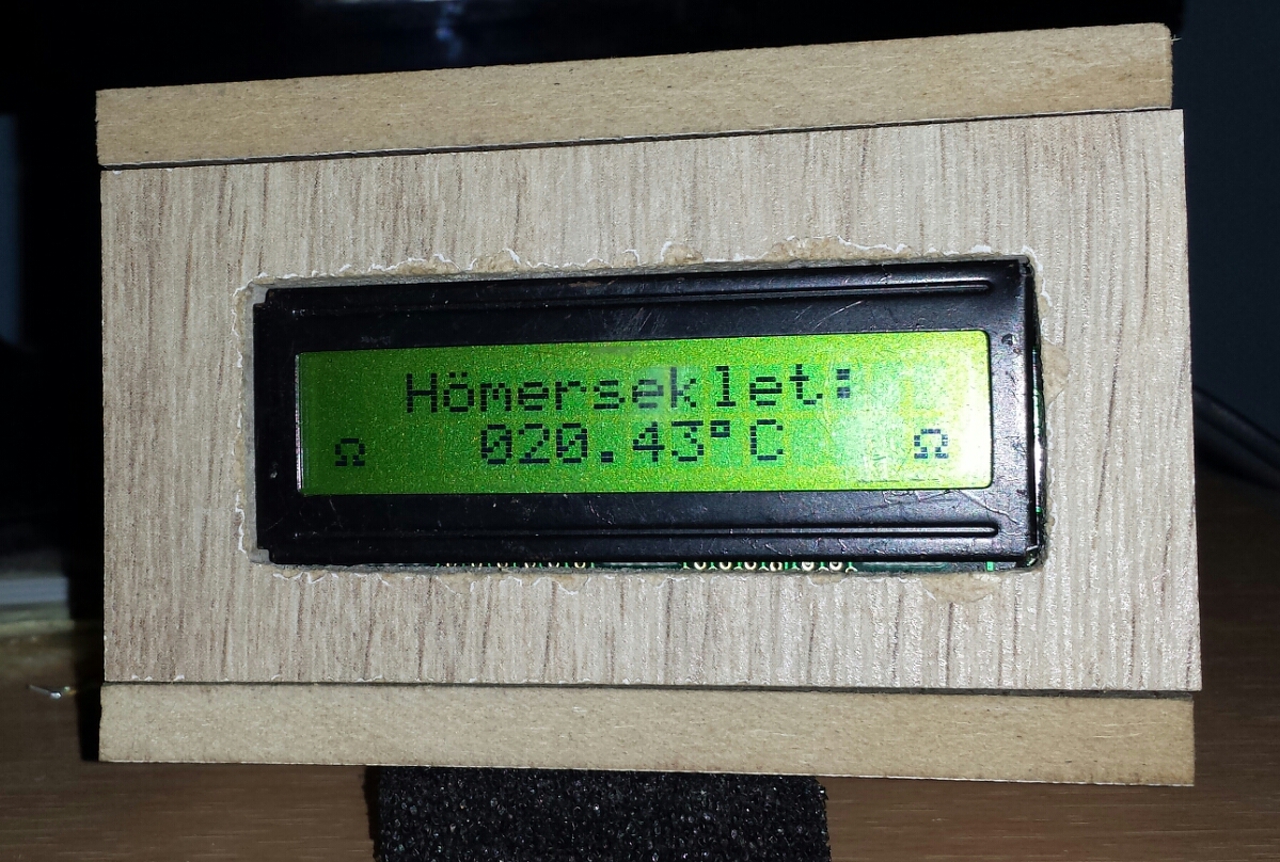 Hömerseklet:
Ω 020.43°C Ω